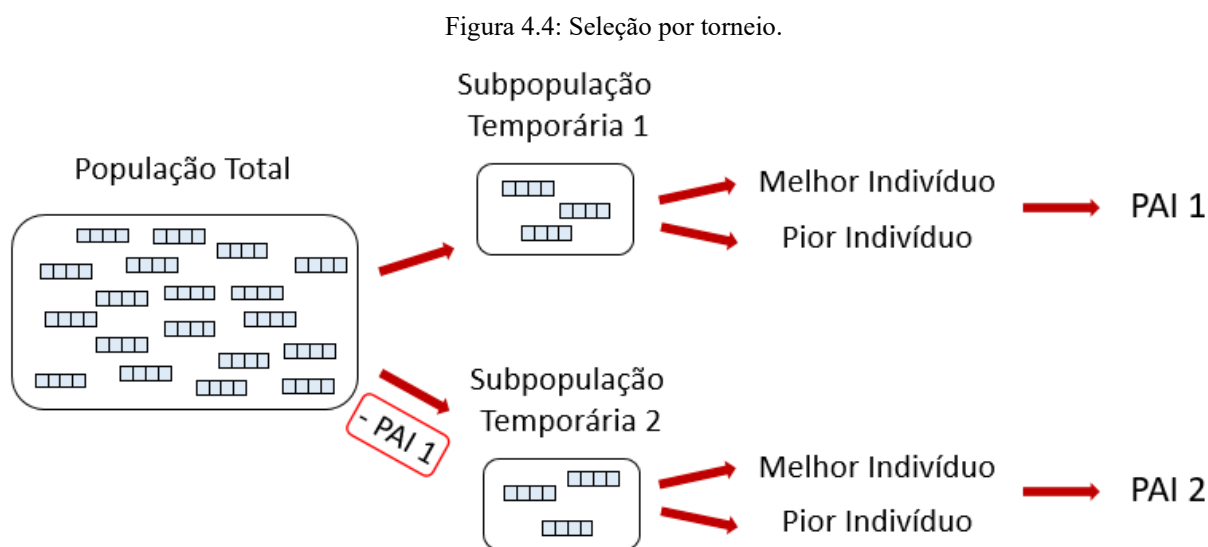 Figura 4.4: Seleção por torneio.
População Total
Subpopulação
Temporária 1
Melhor Indivíduo
Pior Indivíduo
PAI 1
- PAI 1
Subpopulação
Temporária 2
Melhor Indivíduo
Pior Indivíduo
PAI 2